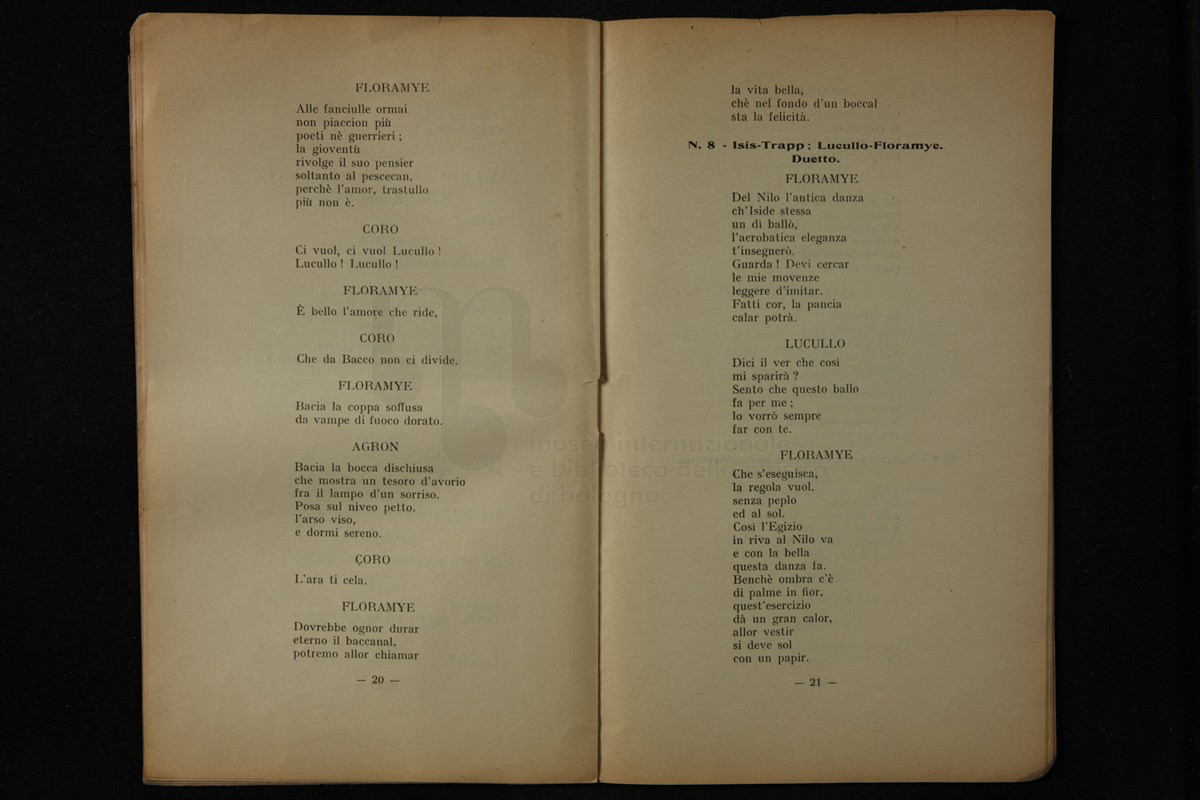 FLORAMYE
Alle fanciulle ormai
non piaccion più
poeti nè guerrieri ;
la gioventù
rivolge il suo pensier
soltanto al pescecan,
perchè l'amor, trastullo
più non è.
CORO
Ci vuol, ci vuol Lucullo !
Lucullo ! Lucullo !
FLORAMYE
È bello l'amore che ride,
CORO
Che da Bacco non ci divide.
FLORAMYE
Bacia la coppa soffusa
da vampe di fuoco dorato.
AGRON
Bacia la bocca dischiusa
che mostra un tesoro d'avorio
fra il lampo d'un sorriso.
Posa sul niveo petto,
l'arso viso,
e dormi sereno.
CORO
L'ara ti cela.
FLORAMYE
Dovrebbe ognor durar
eterno il baccanal,
potremo allor chiamar
— 20 —
la vita bella,
chè nel fondo d'un boccal
sta la felicità.
N. 8 - Isis-Trapp : Lucullo-Floramye.
Duetto.
FLORAMYE
Del Nilo l'antica danza
ch'Iside stessa
un dì ballò,
l'acrobatica eleganza
t'insegnerò.
Guarda ! Devi cercar
le mie movenze
leggere d'imitar.
Fatti cor, la pancia
calar potrà.
LUCULLO
Dici il ver che così
mi sparirà ?
Sento che questo ballo
fa per me ;
lo vorrò sempre
far con te.
FLORAMYE
Che s'eseguisca,
la regola vuol,
senza peplo
ed al sol.
Così l'Egizio
in riva al Nilo va
e con la bella
questa danza fa.
Benchè ombra c'è
di palme in fior,
quest'esercizio
dà un gran calor,
allor vestir
si deve sol
con un papir.
— 21 —
museo internazionale
e biblioteca della
di bologna